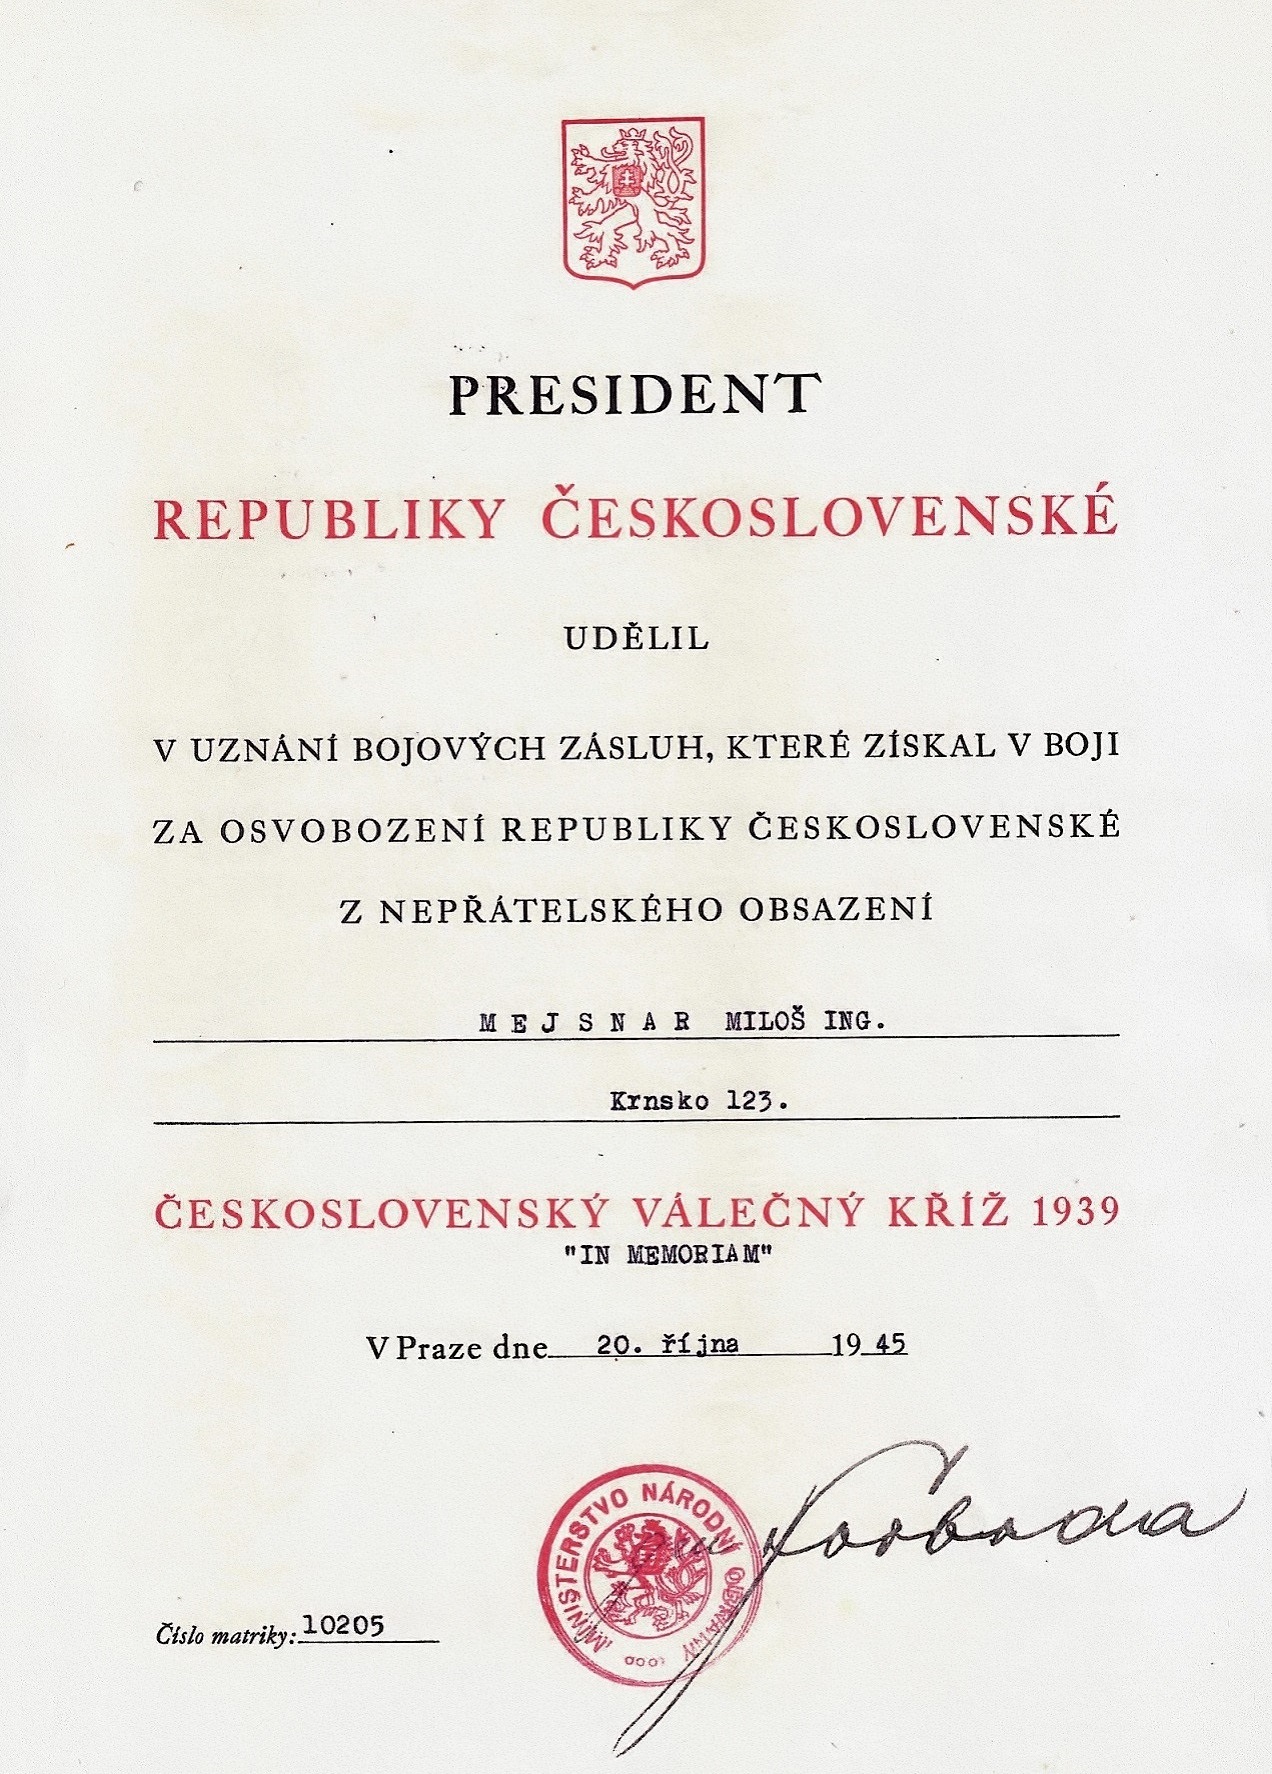 PRESIDENT
REPUBLIKY ČESKOSLOVENSKÉ
UDĚLIL
V UZNÁNÍ BOJOVÝCH ZÁSLUH, KTERÉ ZÍSKAL V BOJI
ZA OSVOBOZENÍ REPUBLIKY ČESKOSLOVENSKÉ
Z NEPŘÁTELSKÉHO OBSAZENÍ
M E J S N A R MILOŠ ING.
Krnsko 123.
ČESKOSLOVENSKÝ VÁLEČNÝ KŘÍŽ 1939
"IN MEMORIAM"
V Praze dne 20. října 1945
MINISTERSTVO NÁRODNÍ OBRANY
Svoboda
Číslo matriky: 10205